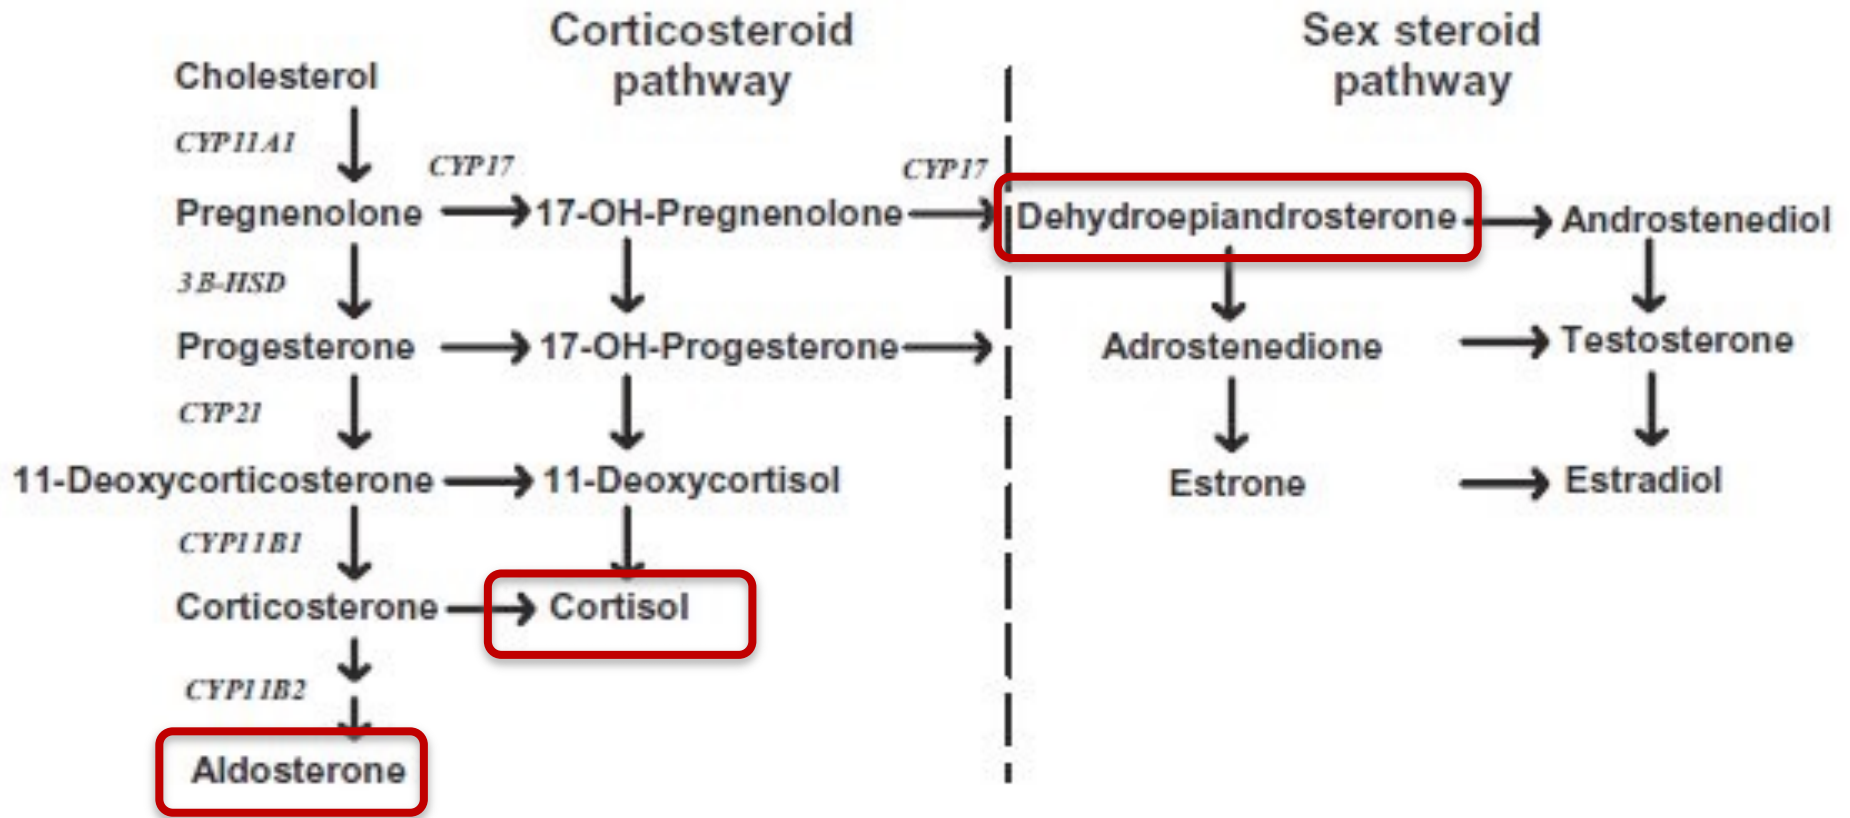 Corticosteroid
pathway
Sex steroid
pathway
Cholesterol
CYP11A1
CYP17
CYP17
Pregnenolone
17-OH-Pregnenolone
Dehydroepiandrosterone
Androstenediol
3B-HSD
Progesterone
17-OH-Progesterone
Adrostenedione
Testosterone
CYP21
11-Deoxycorticosterone
11-Deoxycortisol
Estrone
Estradiol
CYP11B1
Corticosterone
Cortisol
CYP11B2
Aldosterone